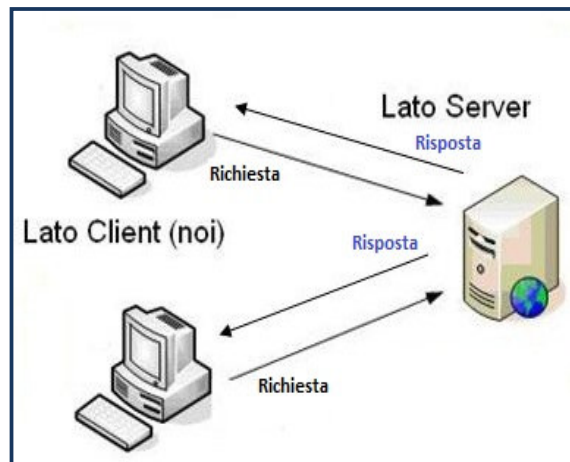 Lato Server
Risposta
Richiesta
Lato Client (noi)
Risposta
Richiesta